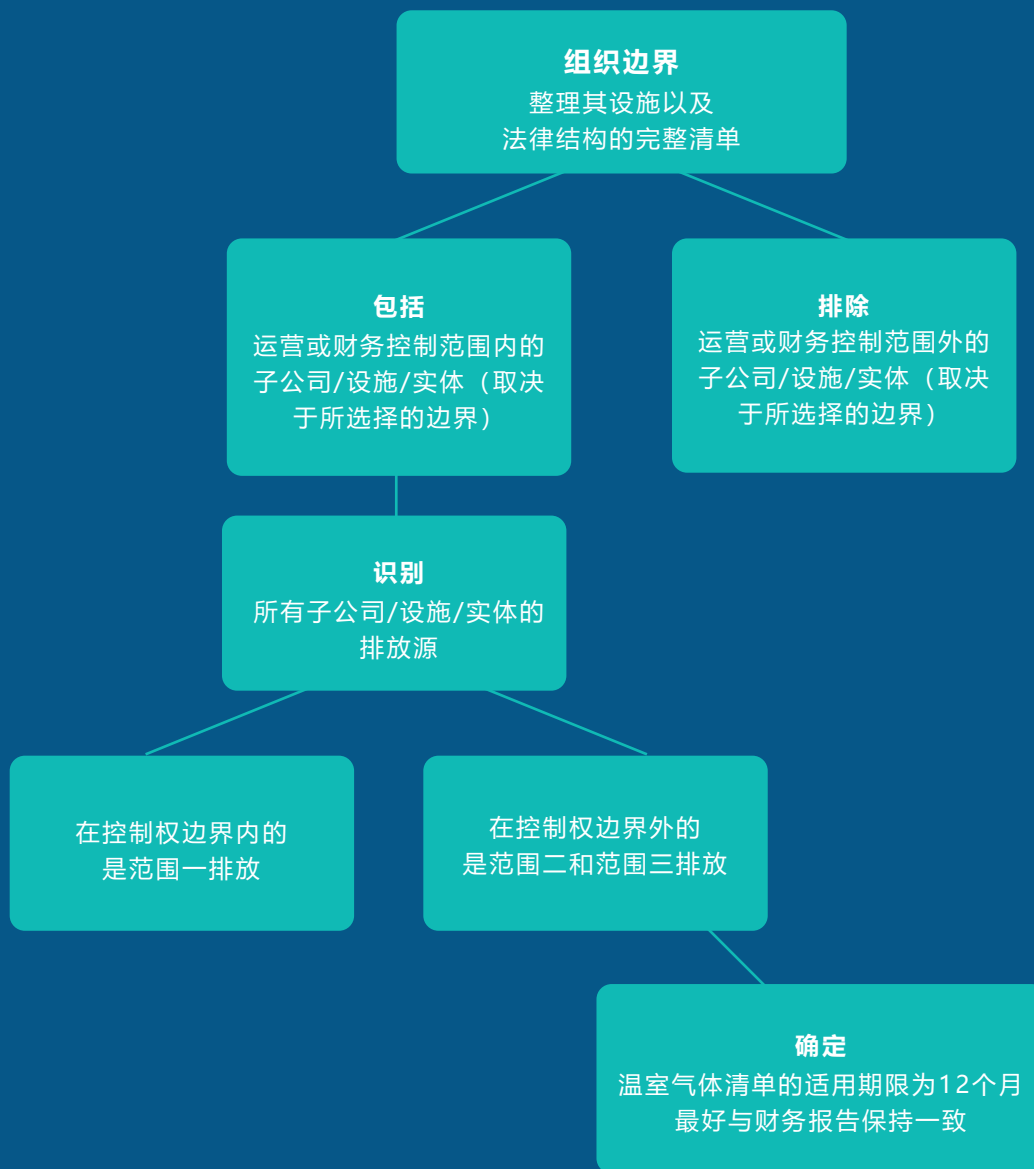 组织边界
整理其设施以及
法律结构的完整清单
包括
运营或财务控制范围内的
子公司/设施/实体（取决
于所选择的边界）
排除
运营或财务控制范围外的
子公司/设施/实体（取决
于所选择的边界）
识别
所有子公司/设施/实体的
排放源
在控制权边界内的
是范围一排放
在控制权边界外的
是范围二和范围三排放
确定
温室气体清单的适用期限为12个月
最好与财务报告保持一致